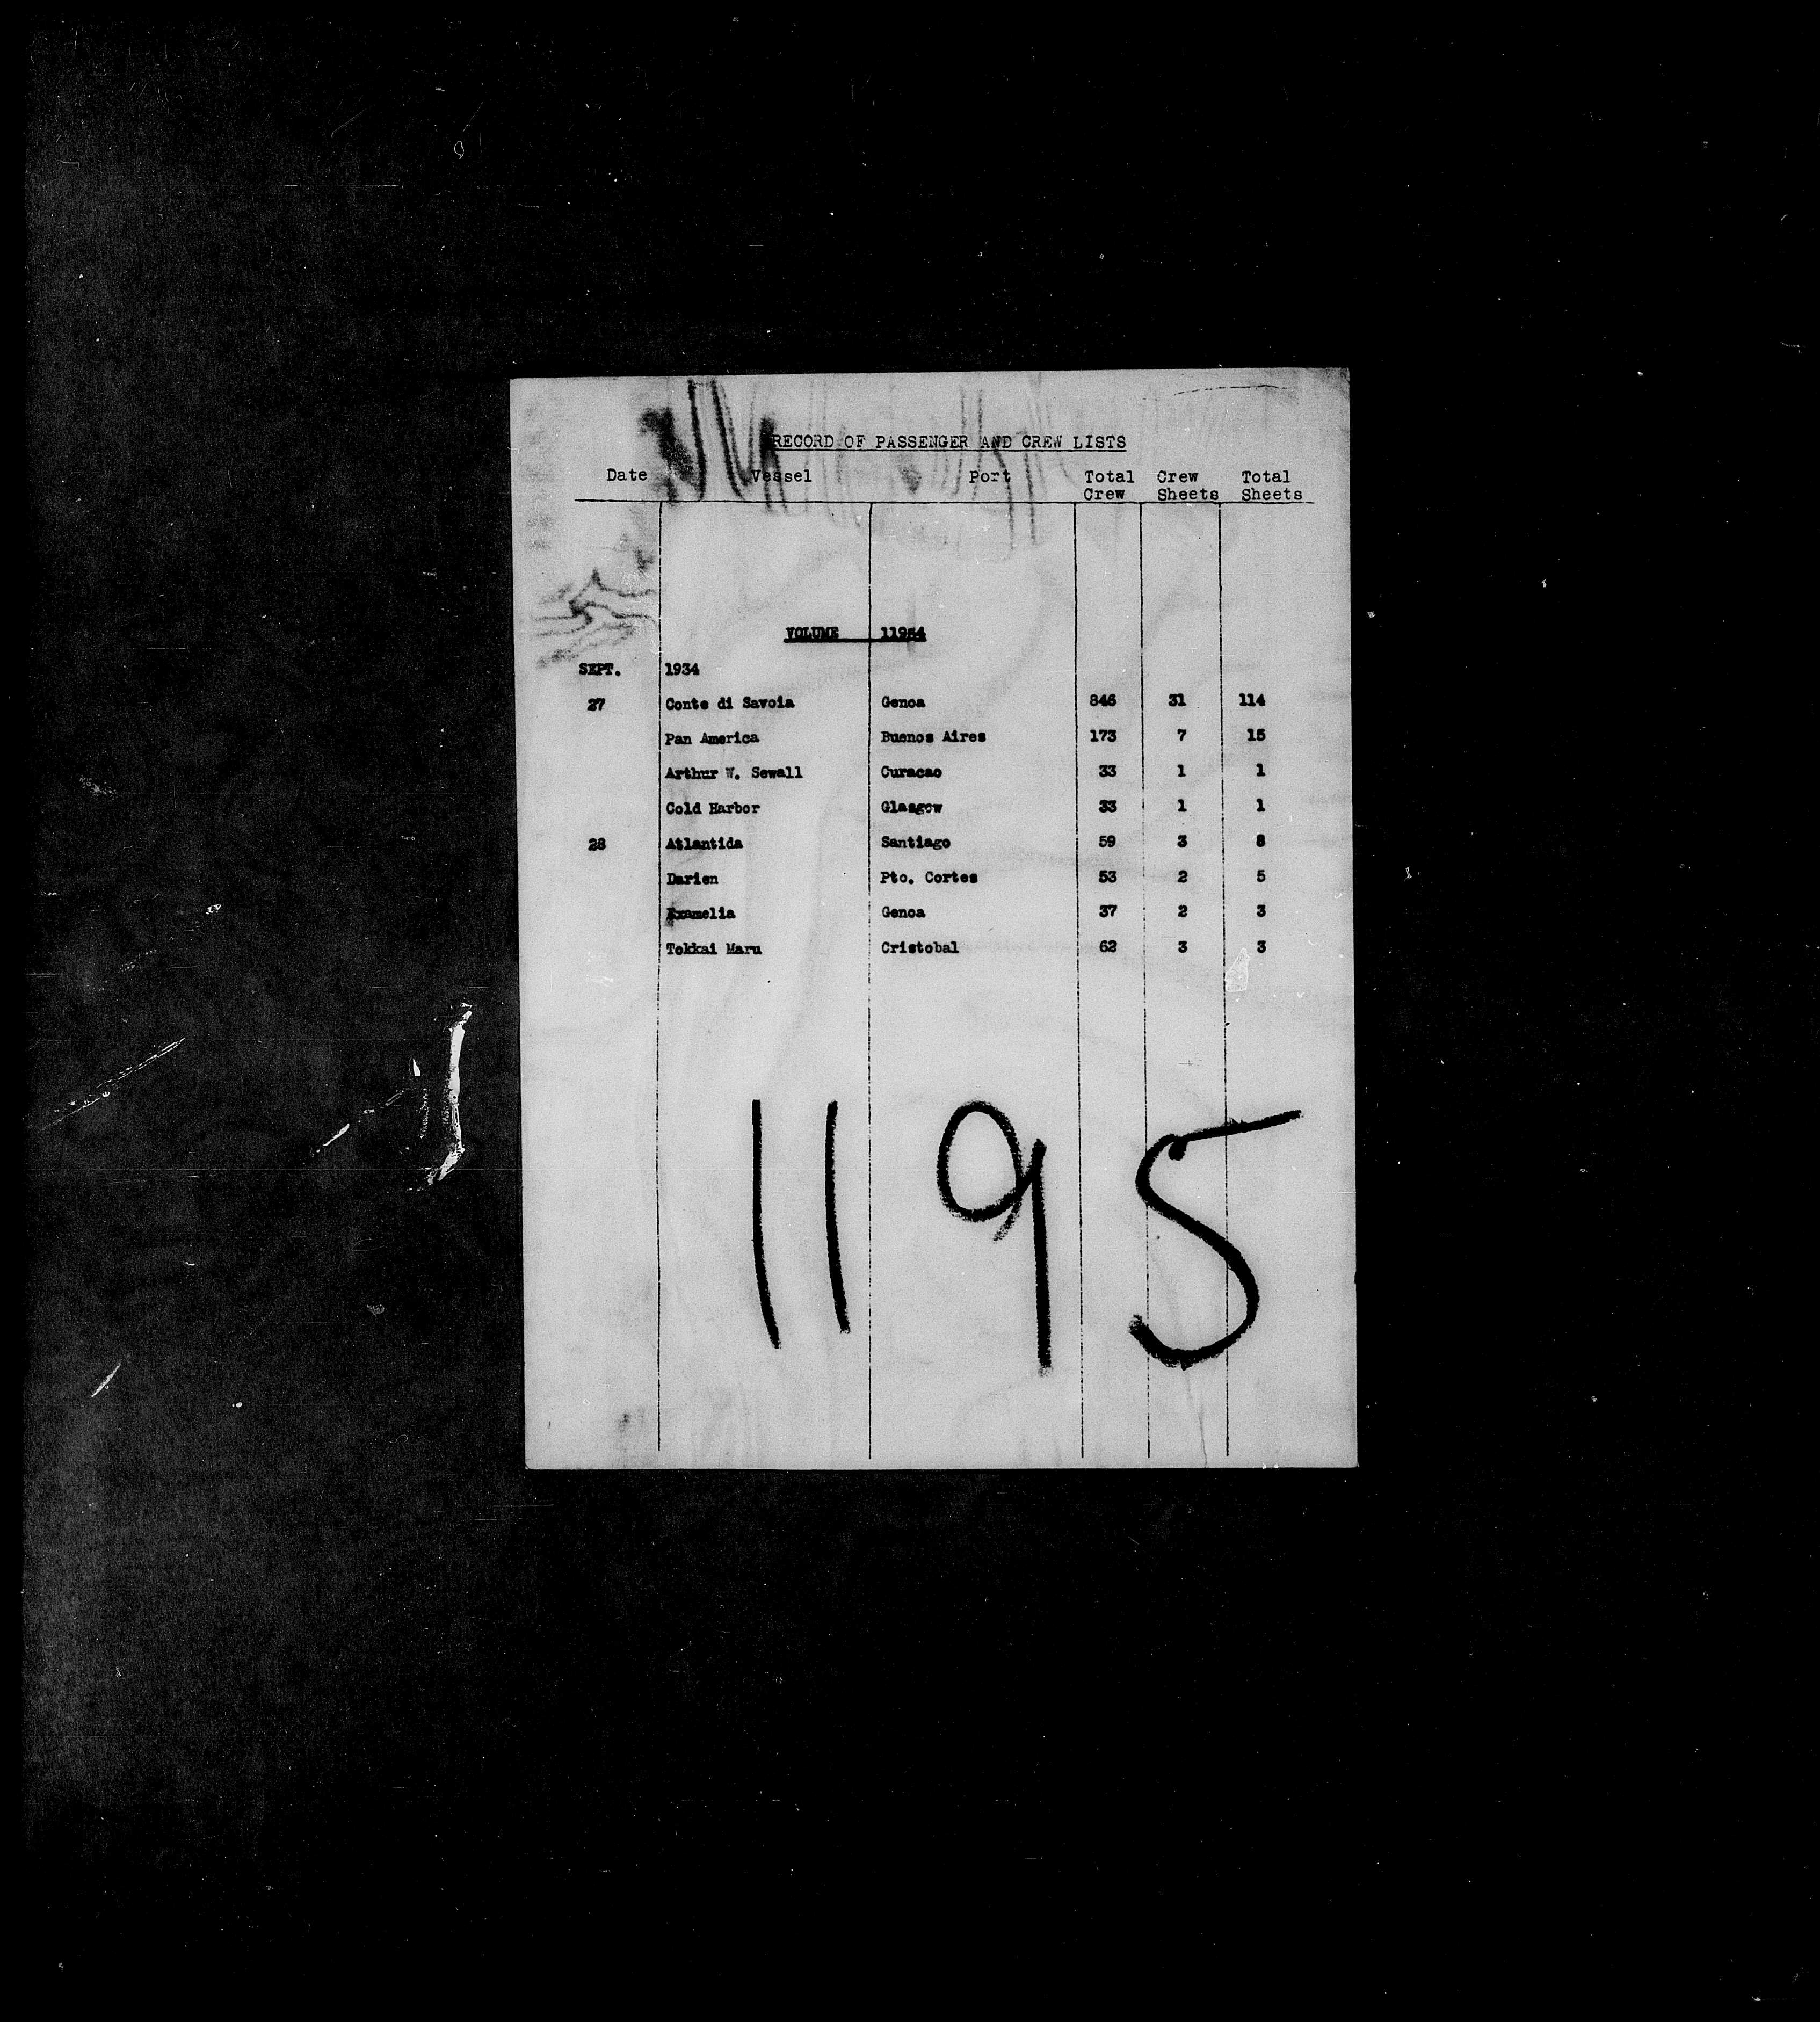 RECORD OF PASSENGER AND CREW LISTS
Date Vessel Port Total Crew Crew Sheets Total Sheets
VOLUME 11954
SEPT. 1934
27 Conte di Savoia Genoa 846 31 114
Pan America Buenos Aires 173 7 15
Arthur W. Sewall Curacao 33 1 1
Cold Harbor Glasgow 33 1 1
28 Atlantida Santiago 59 3 8
Darien Pto. Cortes 53 2 5
Examelia Genoa 37 2 3
Tokkai Maru Cristobal 62 3 3
1195